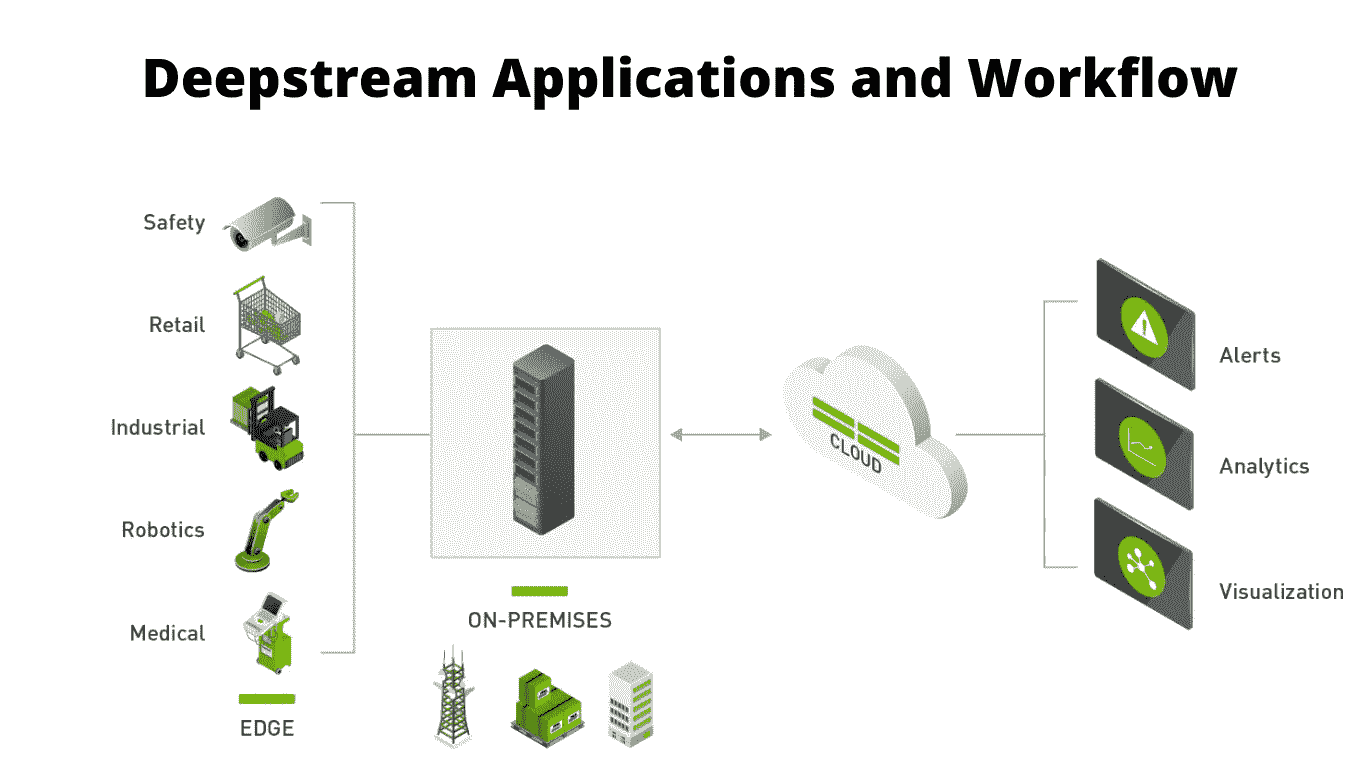 Deepstream Applications and Workflow
Safety
Retail
Industrial
Robotics
Medical
EDGE
ON-PREMISES
CLOUD
Alerts
Analytics
Visualization